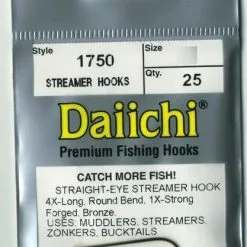 Style
1750
Size
STREAMER HOOKS
Qty.
25
Daiichi®
Premium Fishing Hooks
CATCH MORE FISH!
STRAIGHT-EYE STREAMER HOOK
4X-Long, Round Bend, 1X-Strong
Forged, Bronze.
USES: MUDDLERS, STREAMERS,
ZONKERS, BUCKTAILS